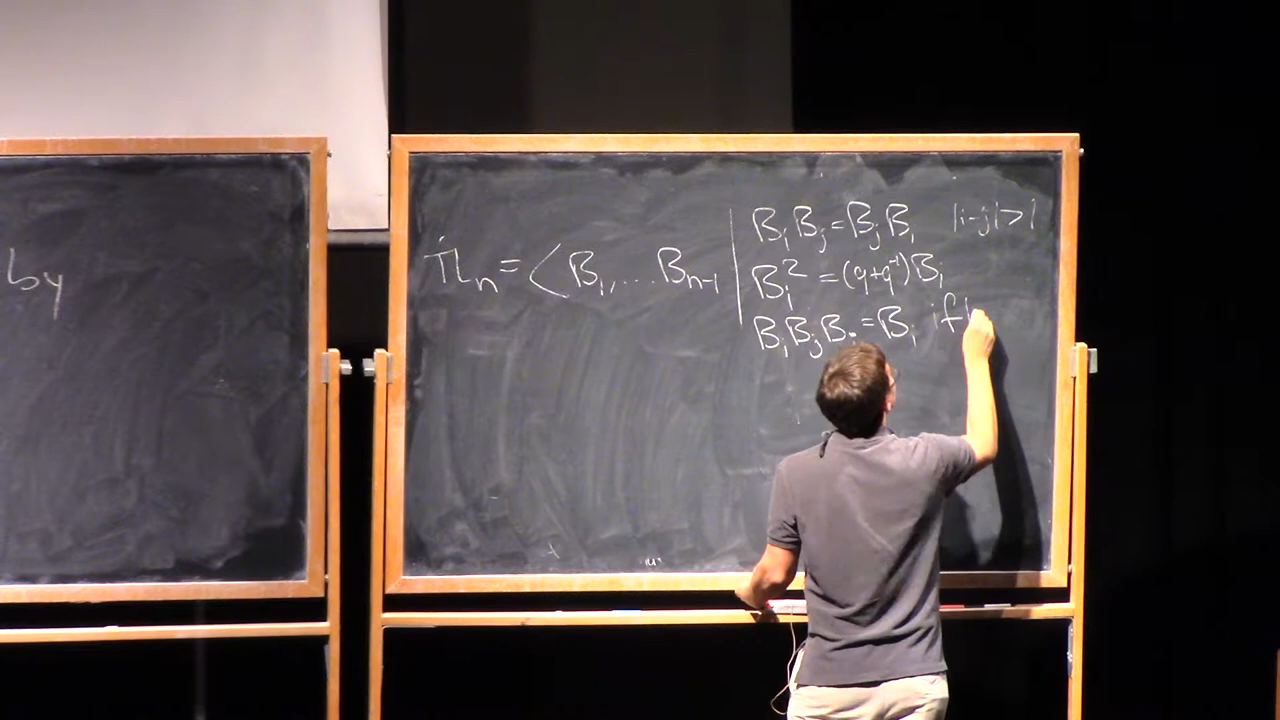 by
TL_n = ⟨B_1, ... B_{n-1} |
B_i B_j = B_j B_i |i-j|>1
B_i^2 = (q+q^{-1})B_i
B_i B_j B_i = B_i if |